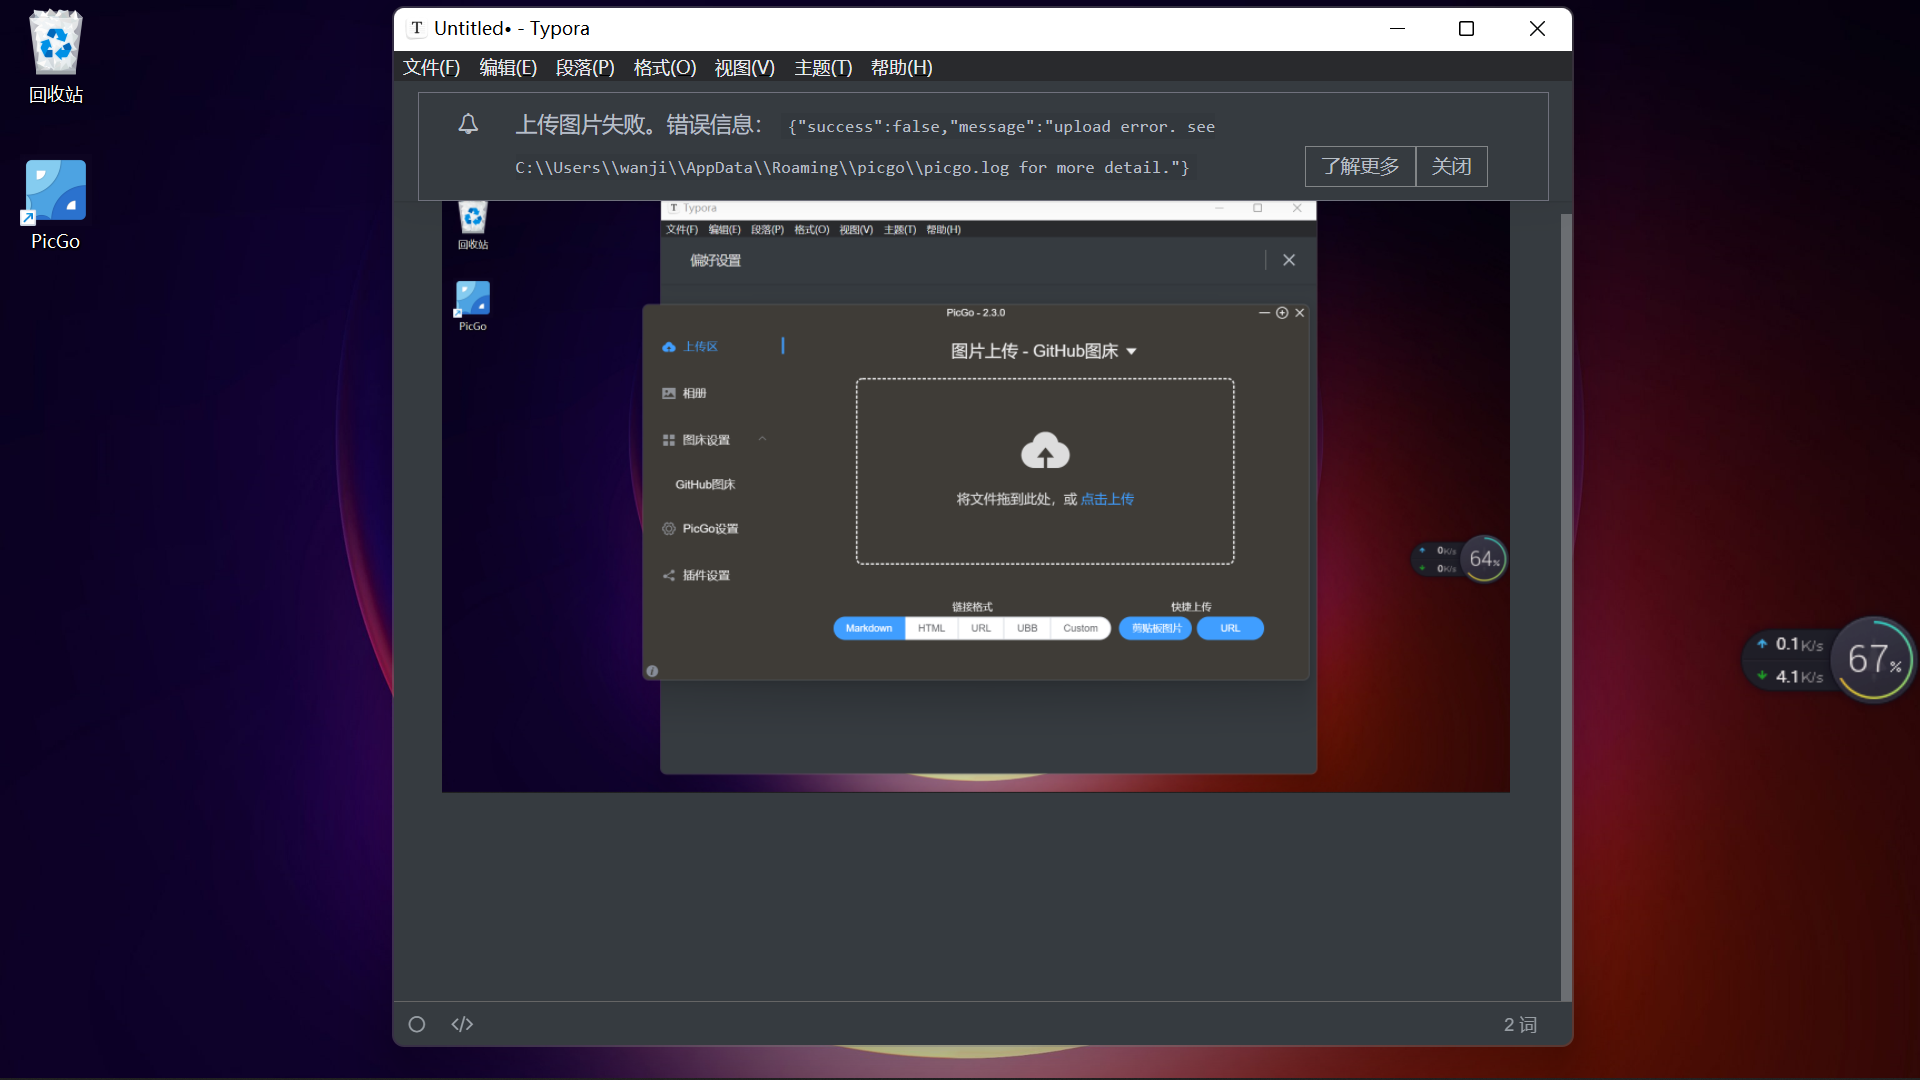 回收站
PicGo
T Untitled• - Typora
文件(F) 编辑(E) 段落(P) 格式(O) 视图(V) 主题(T) 帮助(H)
上传图片失败。错误信息： {"success":false,"message":"upload error. see
C:\\Users\\wanji\\AppData\\Roaming\\picgo\\picgo.log for more detail."}
了解更多 关闭
回收站
PicGo
T Typora
文件(F) 编辑(E) 段落(P) 格式(O) 视图(V) 主题(T) 帮助(H)
偏好设置
PicGo - 2.3.0
上传区
相册
图床设置
GitHub图床
PicGo设置
插件设置
图片上传 - GitHub图床
将文件拖到此处，或 点击上传
链接格式 快捷上传
Markdown HTML URL UBB Custom 剪贴板图片 URL
0K/s
0K/s
64%
0.1K/s
4.1K/s
67%
2 词